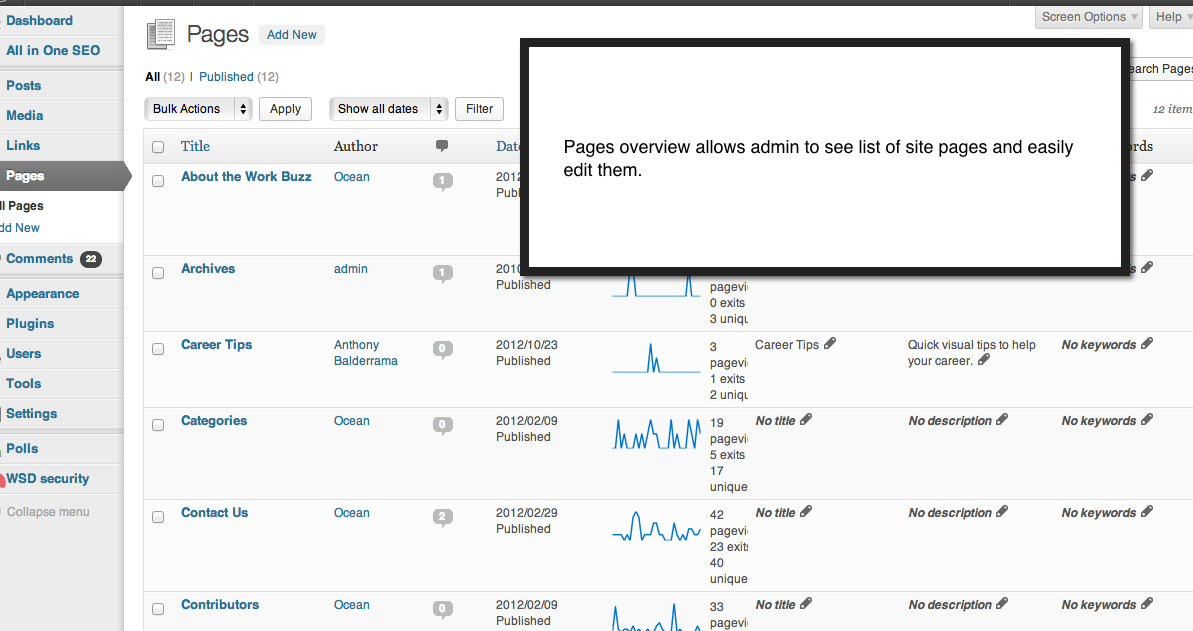 Dashboard
All in One SEO
Posts
Media
Links
Pages
ll Pages
dd New
Comments 22
Appearance
Plugins
Users
Tools
Settings
Polls
WSD security
Collapse menu
Screen Options Help
Pages Add New
All (12) | Published (12)
earch Pages
Bulk Actions Apply Show all dates Filter
12 item
Pages overview allows admin to see list of site pages and easily
edit them.
Title Author Date rds
About the Work Buzz Ocean 1 2012
Publ
Archives admin 1 2010
Published
pagevi
0 exits
3 uniqu
Career Tips Anthony
Balderrama 0 2012/10/23
Published
3
pagevi
1 exits
2 uniqu
Career Tips
Quick visual tips to help
your career.
No keywords
Categories Ocean 0 2012/02/09
Published
19
pagevi
5 exits
17
unique
No title No description No keywords
Contact Us Ocean 2 2012/02/29
Published
42
pagevi
23 exits
40
unique
No title No description No keywords
Contributors Ocean 0 2012/02/09
Published
33
pagevi
No title No description No keywords